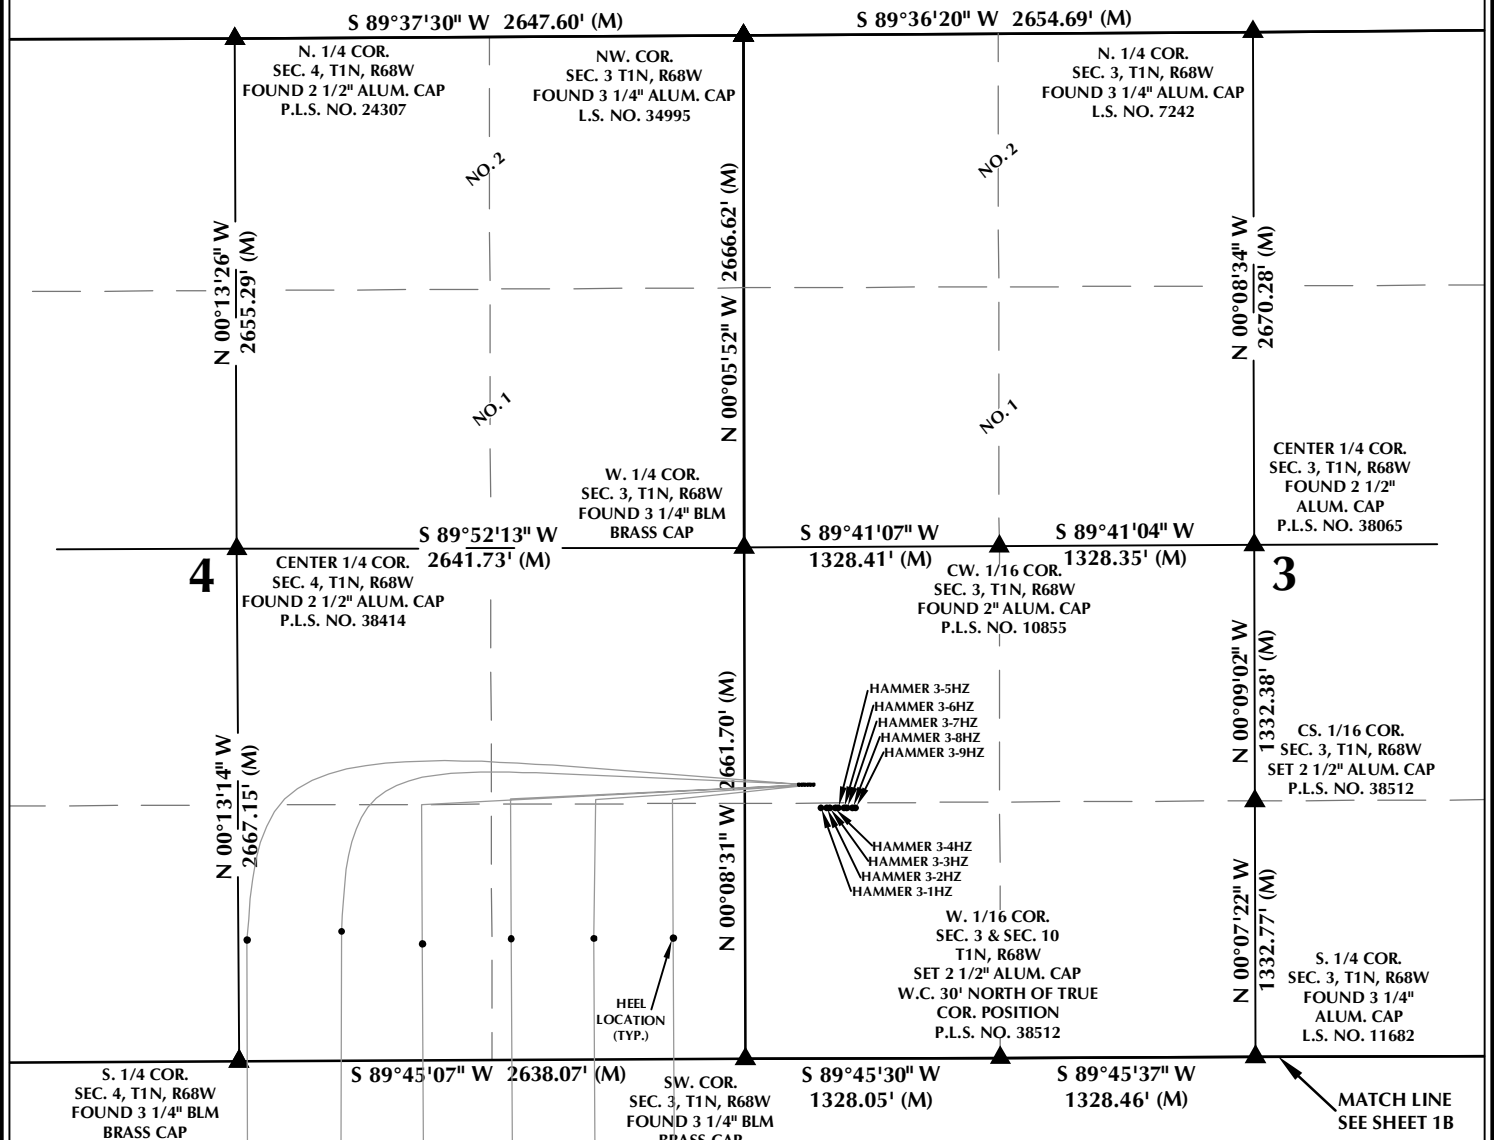 S 89°37'30" W 2647.60' (M)
S 89°36'20" W 2654.69' (M)
N. 1/4 COR.
SEC. 4, T1N, R68W
FOUND 2 1/2" ALUM. CAP
P.L.S. NO. 24307
NW. COR.
SEC. 3 T1N, R68W
FOUND 3 1/4" ALUM. CAP
L.S. NO. 34995
N. 1/4 COR.
SEC. 3, T1N, R68W
FOUND 3 1/4" ALUM. CAP
L.S. NO. 7242
NO. 2
NO. 2
N 00°13'26" W
2655.29' (M)
N 00°05'52" W 2666.62' (M)
N 00°08'34" W
2670.28' (M)
NO. 1
NO. 1
W. 1/4 COR.
SEC. 3, T1N, R68W
FOUND 3 1/4" BLM
BRASS CAP
CENTER 1/4 COR.
SEC. 3, T1N, R68W
FOUND 2 1/2"
ALUM. CAP
P.L.S. NO. 38065
S 89°52'13" W
2641.73' (M)
S 89°41'07" W
1328.41' (M)
S 89°41'04" W
1328.35' (M)
4
CENTER 1/4 COR.
SEC. 4, T1N, R68W
FOUND 2 1/2" ALUM. CAP
P.L.S. NO. 38414
CW. 1/16 COR.
SEC. 3, T1N, R68W
FOUND 2" ALUM. CAP
P.L.S. NO. 10855
3
N 00°13'14" W
2667.15' (M)
N 00°08'31" W 2661.70' (M)
HAMMER 3-5HZ
HAMMER 3-6HZ
HAMMER 3-7HZ
HAMMER 3-8HZ
HAMMER 3-9HZ
N 00°09'02" W
1332.38' (M)
CS. 1/16 COR.
SEC. 3, T1N, R68W
SET 2 1/2" ALUM. CAP
P.L.S. NO. 38512
HAMMER 3-4HZ
HAMMER 3-3HZ
HAMMER 3-2HZ
HAMMER 3-1HZ
N 00°07'22" W
1332.77' (M)
W. 1/16 COR.
SEC. 3 & SEC. 10
T1N, R68W
SET 2 1/2" ALUM. CAP
W.C. 30' NORTH OF TRUE
COR. POSITION
P.L.S. NO. 38512
S. 1/4 COR.
SEC. 3, T1N, R68W
FOUND 3 1/4"
ALUM. CAP
L.S. NO. 11682
HEEL
LOCATION
(TYP.)
S. 1/4 COR.
SEC. 4, T1N, R68W
FOUND 3 1/4" BLM
BRASS CAP
S 89°45'07" W 2638.07' (M)
SW. COR.
SEC. 3, T1N, R68W
FOUND 3 1/4" BLM
BRASS CAP
S 89°45'30" W
1328.05' (M)
S 89°45'37" W
1328.46' (M)
MATCH LINE
SEE SHEET 1B